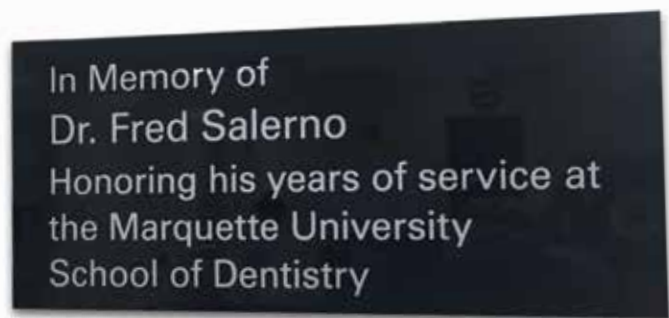 In Memory of
Dr. Fred Salerno
Honoring his years of service at
the Marquette University
School of Dentistry